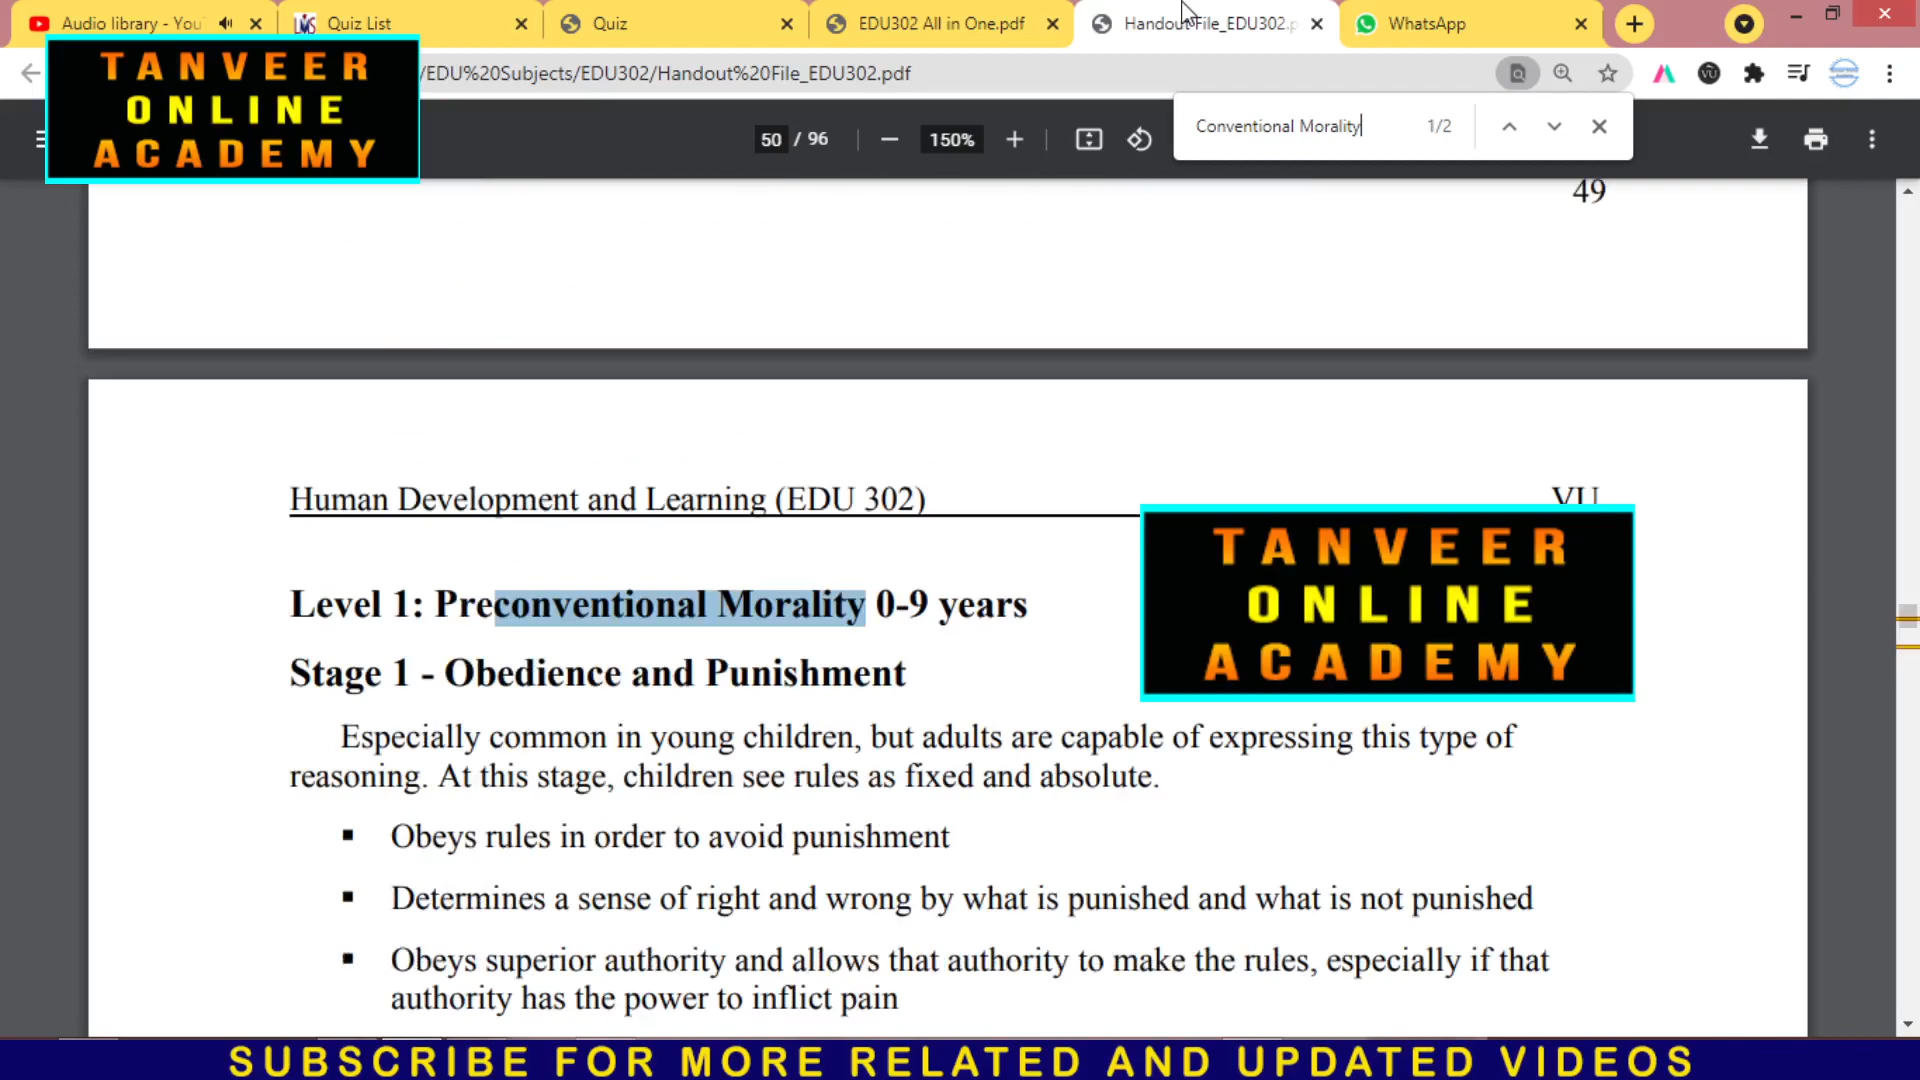 Audio library - You
Quiz List
Quiz
EDU302 All in One.pdf
Handout File_EDU302.p
WhatsApp
/EDU%20Subjects/EDU302/Handout%20File_EDU302.pdf
TANVEER
ONLINE
ACADEMY
Conventional Morality
1/2
50 / 96
150%
49
Human Development and Learning (EDU 302)
VU
TANVEER
ONLINE
ACADEMY
Level 1: Preconventional Morality 0-9 years
Stage 1 - Obedience and Punishment
Especially common in young children, but adults are capable of expressing this type of
reasoning. At this stage, children see rules as fixed and absolute.
▪ Obeys rules in order to avoid punishment
▪ Determines a sense of right and wrong by what is punished and what is not punished
▪ Obeys superior authority and allows that authority to make the rules, especially if that
authority has the power to inflict pain
SUBSCRIBE FOR MORE RELATED AND UPDATED VIDEOS